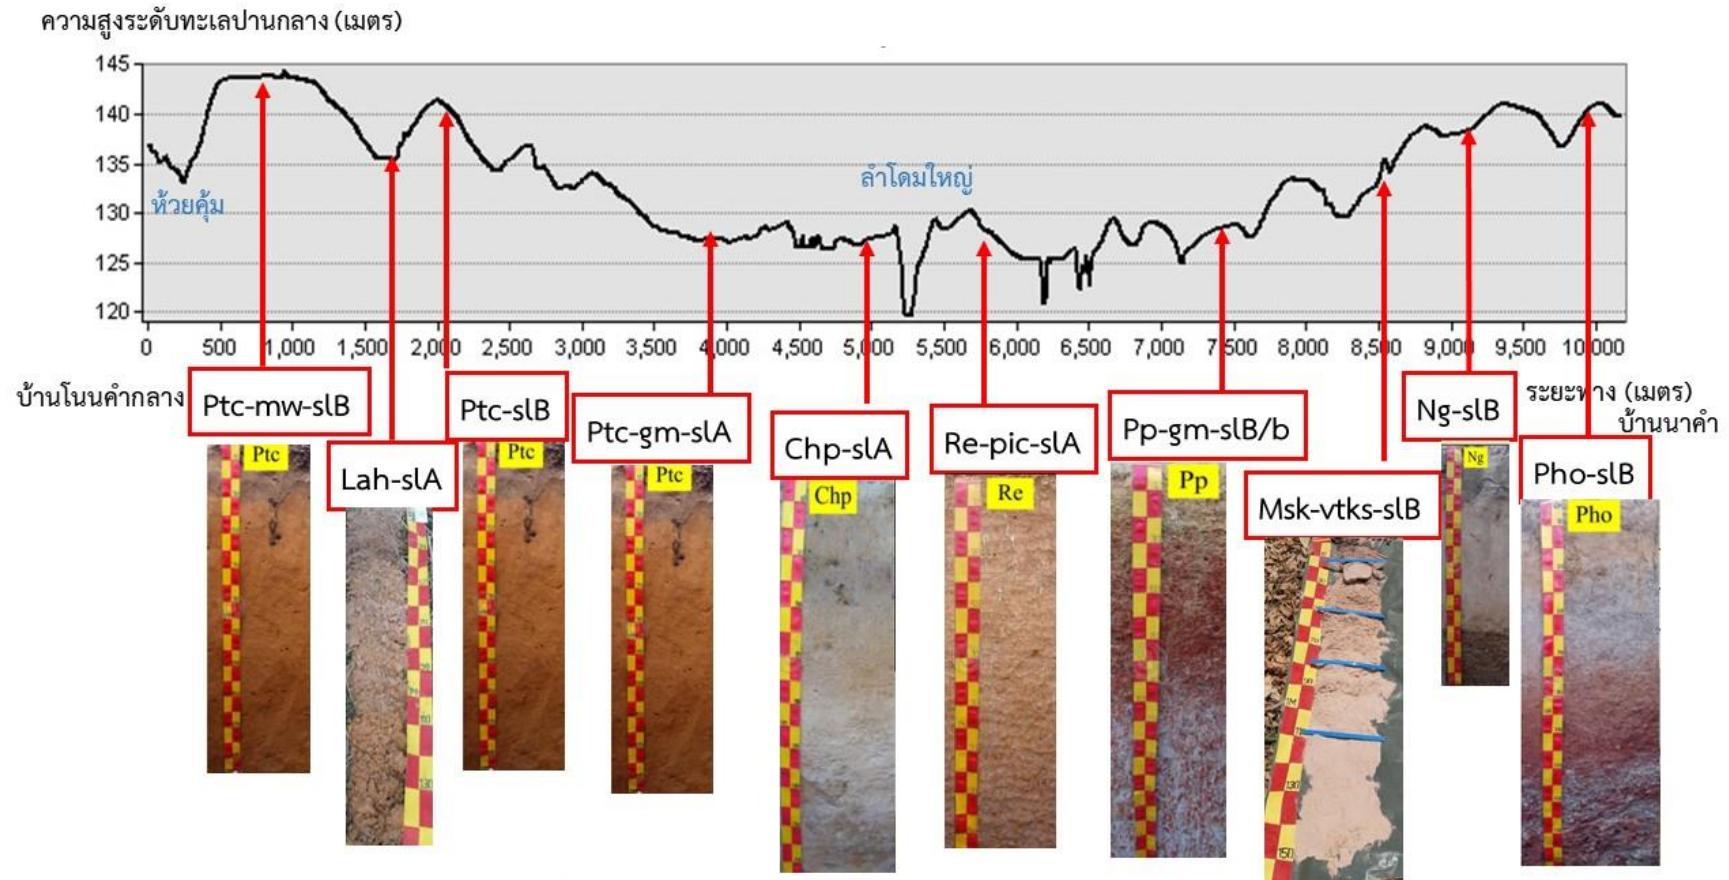 ความสูงระดับทะเลปานกลาง (เมตร)
145
140
135
130
125
120
ห้วยคุ้ม
ลำโดมใหญ่
0 500 1,000 1,500 2,000 2,500 3,000 3,500 4,000 4,500 5,000 5,500 6,000 6,500 7,000 7,500 8,000 8,500 9,000 9,500 10,000
ระยะทาง (เมตร)
บ้านโนนคำกลาง
บ้านนาคำ
Ptc-mw-slB
Lah-slA
Ptc-slB
Ptc-gm-slA
Chp-slA
Re-pic-slA
Pp-gm-slB/b
Msk-vtks-slB
Ng-slB
Pho-slB
Ptc
Ptc
Ptc
Chp
Re
Pp
Ng
Pho
130
130
150